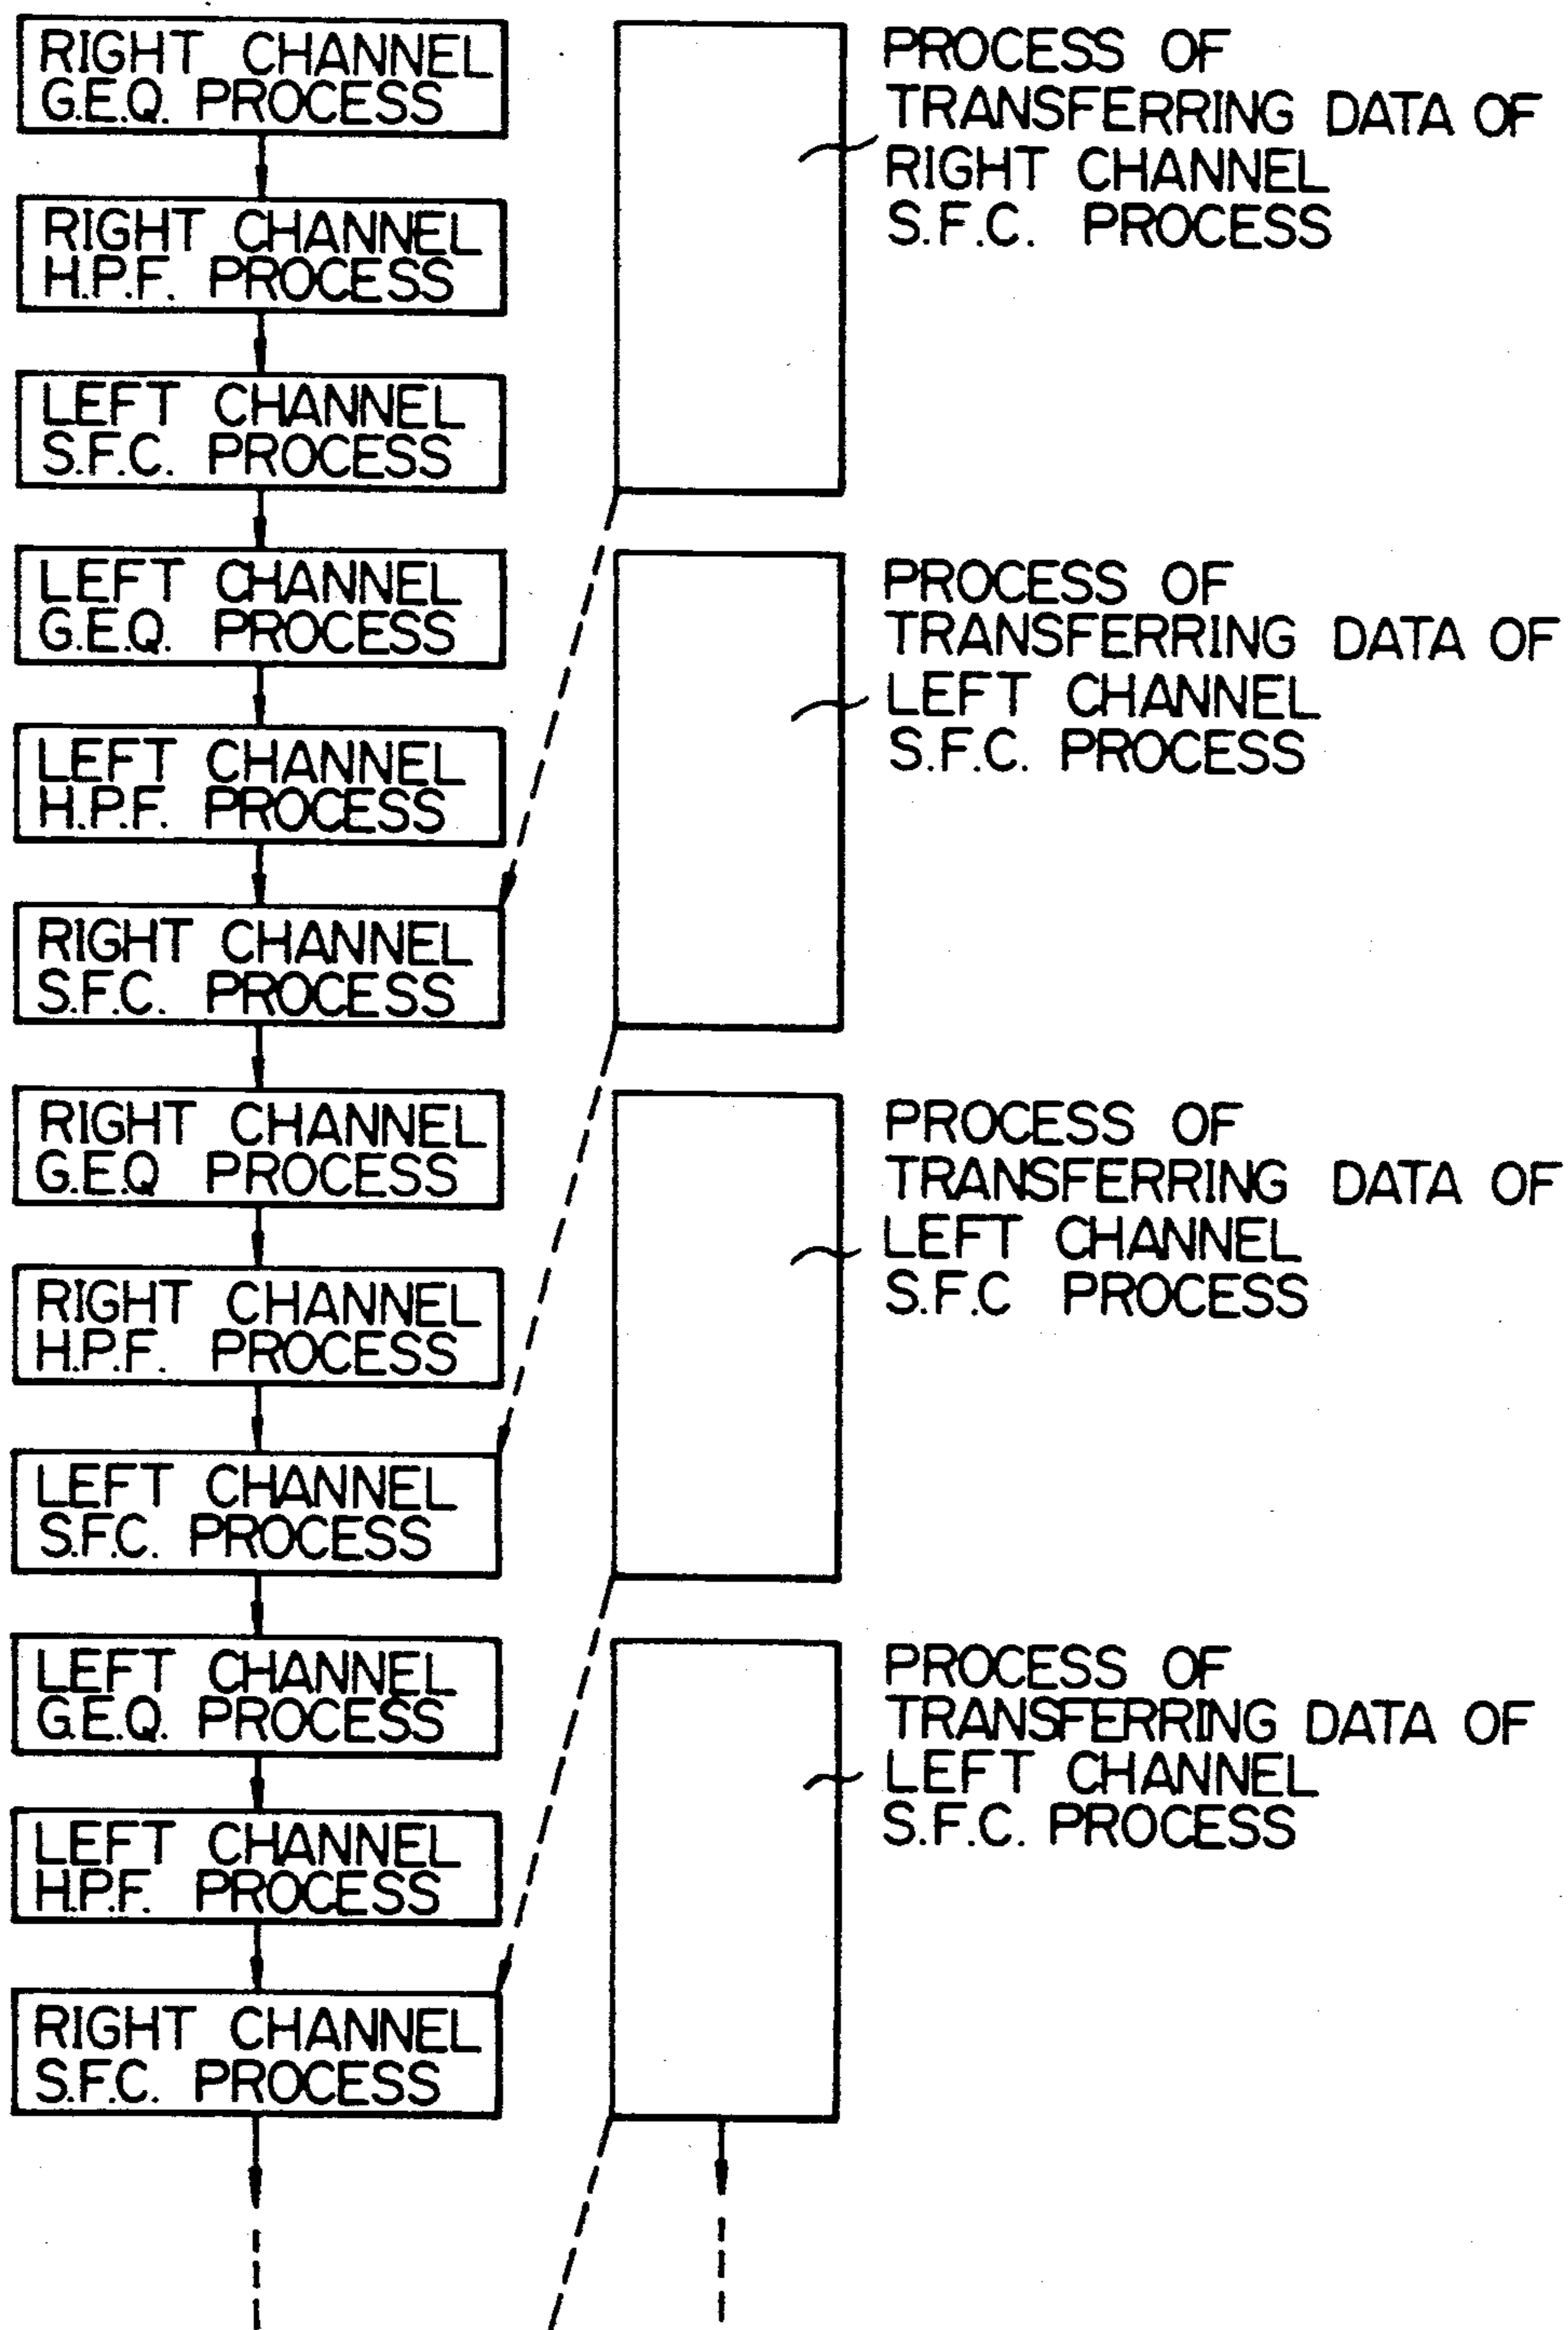 RIGHT CHANNEL
G.E.Q. PROCESS
RIGHT CHANNEL
H.P.F. PROCESS
LEFT CHANNEL
S.F.C. PROCESS
LEFT CHANNEL
G.E.Q. PROCESS
LEFT CHANNEL
H.P.F. PROCESS
RIGHT CHANNEL
S.F.C. PROCESS
RIGHT CHANNEL
G.E.Q PROCESS
RIGHT CHANNEL
H.P.F. PROCESS
LEFT CHANNEL
S.F.C. PROCESS
LEFT CHANNEL
G.E.Q. PROCESS
LEFT CHANNEL
H.P.F. PROCESS
RIGHT CHANNEL
S.F.C. PROCESS
PROCESS OF
TRANSFERRING DATA OF
RIGHT CHANNEL
S.F.C. PROCESS
PROCESS OF
TRANSFERRING DATA OF
LEFT CHANNEL
S.F.C. PROCESS
PROCESS OF
TRANSFERRING DATA OF
LEFT CHANNEL
S.F.C PROCESS
PROCESS OF
TRANSFERRING DATA OF
LEFT CHANNEL
S.F.C. PROCESS